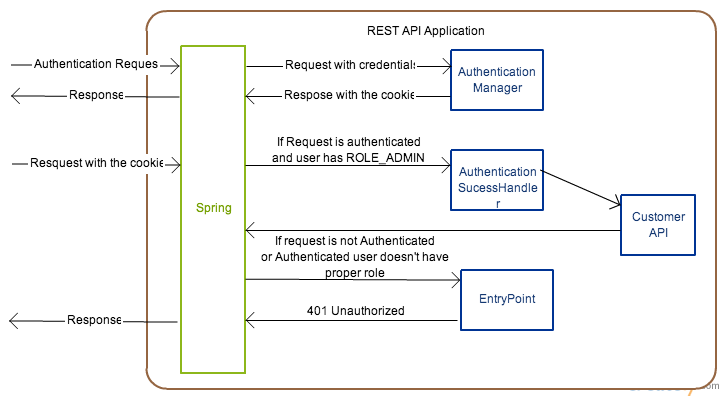 REST API Application
Authentication Reques
Request with credentials
Authentication
Manager
Response
Respose with the cookie
If Request is authenticated
and user has ROLE_ADMIN
Resquest with the cookie
Authentication
SucessHandle
r
Spring
Customer
API
If request is not Authenticated
or Authenticated user doesn't have
proper role
EntryPoint
401 Unauthorized
Response
com